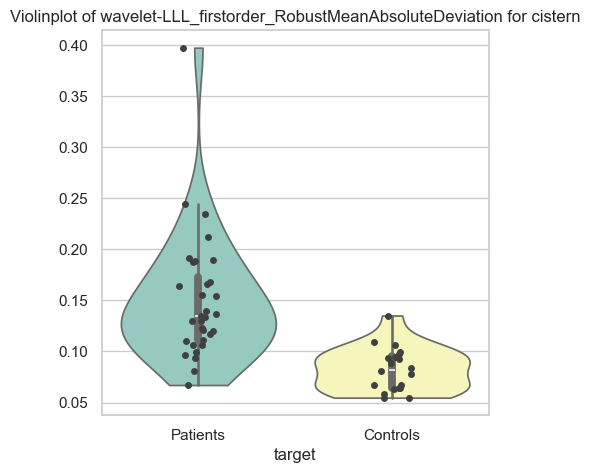 Violinplot of wavelet-LLL_firstorder_RobustMeanAbsoluteDeviation for cistern
0.40
0.35
0.30
0.25
0.20
0.15
0.10
0.05
Patients
Controls
target